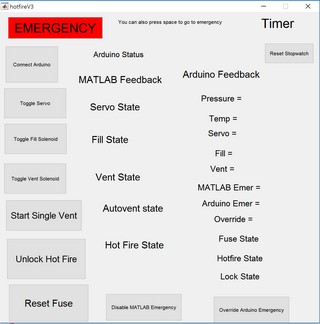 hotfireV3
EMERGENCY
You can also press space to go to emergency
Timer
Connect Arduino
Arduino Status
Reset Stopwatch
MATLAB Feedback
Arduino Feedback
Toggle Servo
Servo State
Pressure =
Temp =
Toggle Fill Solenoid
Fill State
Servo =
Fill =
Toggle Vent Solenoid
Vent State
Vent =
MATLAB Emer =
Start Single Vent
Autovent state
Arduino Emer =
Override =
Unlock Hot Fire
Hot Fire State
Fuse State
Hotfire State
Lock State
Reset Fuse
Disable MATLAB Emergency
Override Arduino Emergency